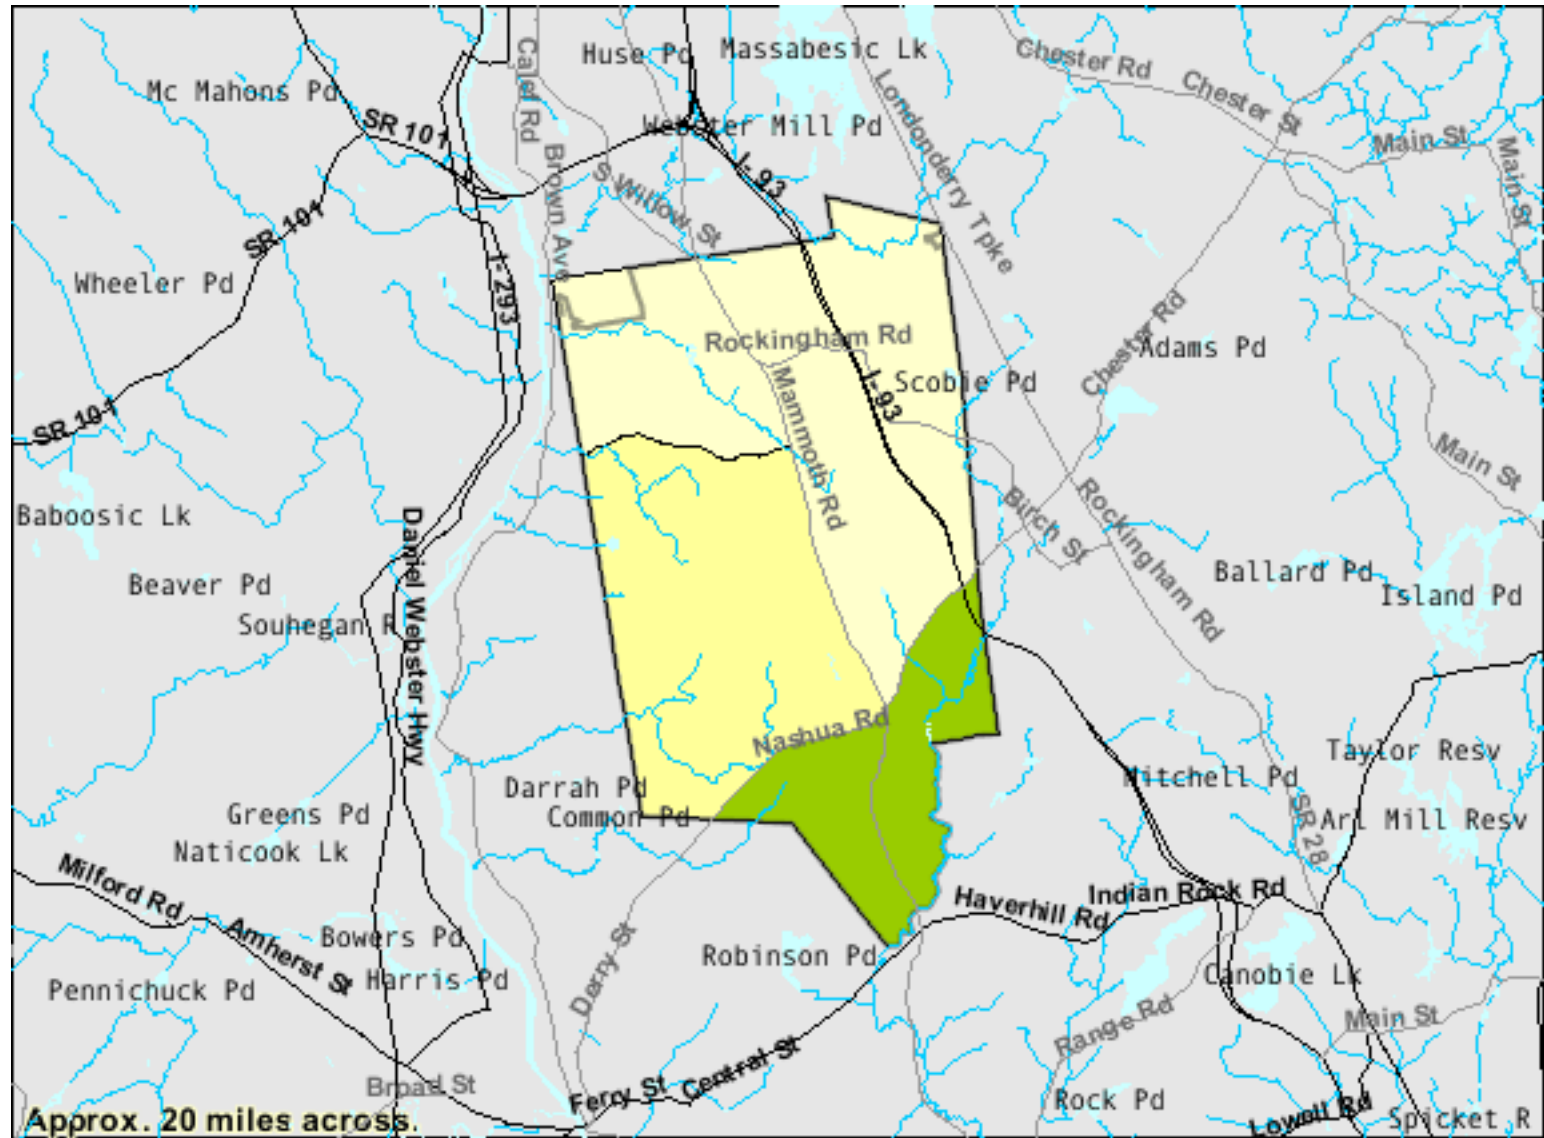 Huse Pd
Massabesic Lk
Chester Rd
Calef Rd
Mc Mahons Pd
Chester St
SR 101
Webster Mill Pd
Londonderry Tpke
Main St
Main St
I-93
Brown Ave
S Willow St
SR 101
I-293
Wheeler Pd
Rockingham Rd
Chester Rd
Adams Pd
Mammoth Rd
I-93
Scobie Pd
SR 101
Main St
Baboosic Lk
Daniel Webster Hwy
Birch St
Rockingham Rd
Beaver Pd
Ballard Pd
Island Pd
Souhegan R
Nashua Rd
Taylor Resv
Darrah Pd
Mitchell Pd
Greens Pd
Common Pd
SR 28
Arl Mill Resv
Naticook Lk
Milford Rd
Indian Rock Rd
Haverhill Rd
Amherst St
Bowers Pd
Derry St
Robinson Pd
Harris Pd
Canobie Lk
Pennichuck Pd
Range Rd
Main St
Central St
Broad St
Ferry St
Rock Pd
Lowell Rd
Spicket R
Approx. 20 miles across.